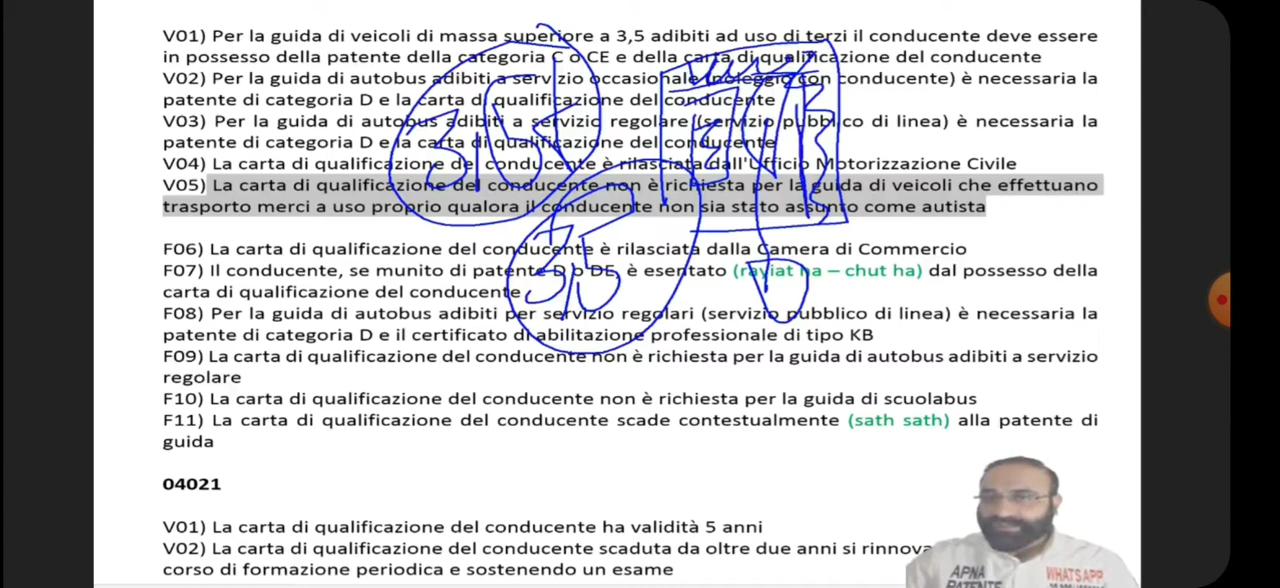 V01) Per la guida di veicoli di massa superiore a 3,5 adibiti ad uso di terzi il conducente deve essere
in possesso della patente della categoria C o CE e della carta di qualificazione del conducente
V02) Per la guida di autobus adibiti a servizio occasionale (noleggio con conducente) è necessaria la
patente di categoria D e la carta di qualificazione del conducente
V03) Per la guida di autobus adibiti a servizio regolare (servizio pubblico di linea) è necessaria la
patente di categoria D e la carta di qualificazione del conducente
V04) La carta di qualificazione del conducente è rilasciata dall'Ufficio Motorizzazione Civile
V05) La carta di qualificazione del conducente non è richiesta per la guida di veicoli che effettuano
trasporto merci a uso proprio qualora il conducente non sia stato assunto come autista
3,5t
3,5
D
F06) La carta di qualificazione del conducente è rilasciata dalla Camera di Commercio
F07) Il conducente, se munito di patente D o DE, è esentato (rayiat ha – chut ha) dal possesso della
carta di qualificazione del conducente
F08) Per la guida di autobus adibiti per servizio regolari (servizio pubblico di linea) è necessaria la
patente di categoria D e il certificato di abilitazione professionale di tipo KB
F09) La carta di qualificazione del conducente non è richiesta per la guida di autobus adibiti a servizio
regolare
F10) La carta di qualificazione del conducente non è richiesta per la guida di scuolabus
F11) La carta di qualificazione del conducente scade contestualmente (sath sath) alla patente di
guida
04021
V01) La carta di qualificazione del conducente ha validità 5 anni
V02) La carta di qualificazione del conducente scaduta da oltre due anni si rinnova
corso di formazione periodica e sostenendo un esame
APNA
PATENTE
WHATSAPP